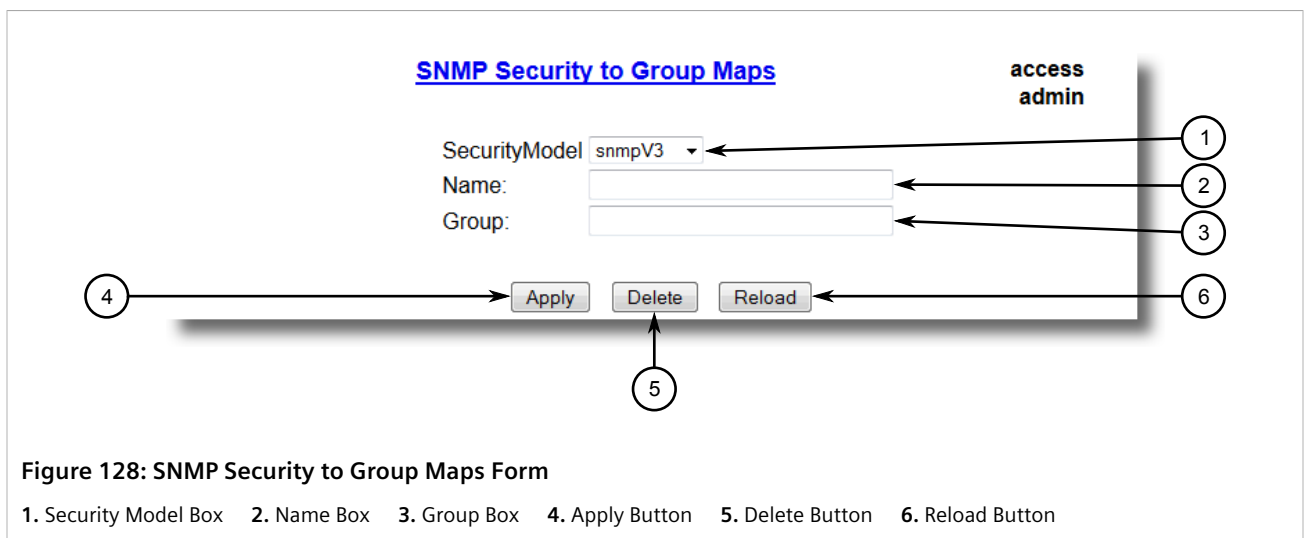 SNMP Security to Group Maps
access
admin
SecurityModel snmpV3
1
Name:
2
Group:
3
4
Apply Delete Reload
6
5
Figure 128: SNMP Security to Group Maps Form
1. Security Model Box 2. Name Box 3. Group Box 4. Apply Button 5. Delete Button 6. Reload Button